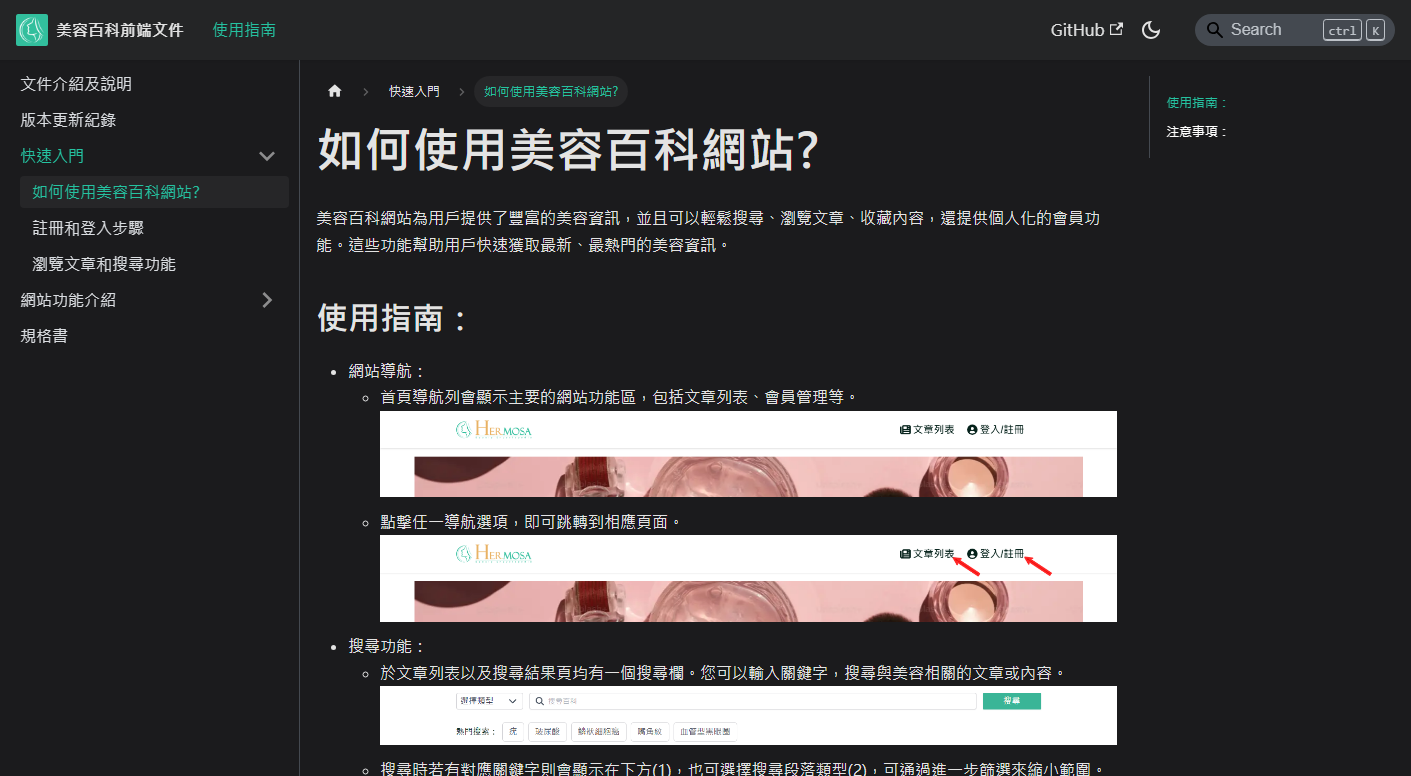 美容百科前端文件
使用指南
GitHub
Search
ctrl K
文件介紹及說明
版本更新紀錄
快速入門
如何使用美容百科網站?
註冊和登入步驟
瀏覽文章和搜尋功能
網站功能介紹
規格書
快速入門
如何使用美容百科網站?
如何使用美容百科網站?
美容百科網站為用戶提供了豐富的美容資訊，並且可以輕鬆搜尋、瀏覽文章、收藏內容，還提供個人化的會員功
能。這些功能幫助用戶快速獲取最新、最熱門的美容資訊。
使用指南：
網站導航：
首頁導航列會顯示主要的網站功能區，包括文章列表、會員管理等。
HERMOSA
文章列表 登入/註冊
點擊任一導航選項，即可跳轉到相應頁面。
HERMOSA
文章列表 登入/註冊
搜尋功能：
於文章列表以及搜尋結果頁均有一個搜尋欄。您可以輸入關鍵字，搜尋與美容相關的文章或內容。
選擇類型 搜尋百科 搜尋
熱門搜索： 疣 玻尿酸 鱗狀細胞癌 嘴角紋 血管型黑眼圈
搜尋時若有對應關鍵字則會顯示在下方(1)，也可選擇搜尋段落類型(2)，可通過進一步篩選來縮小範圍。
使用指南：
注意事項：